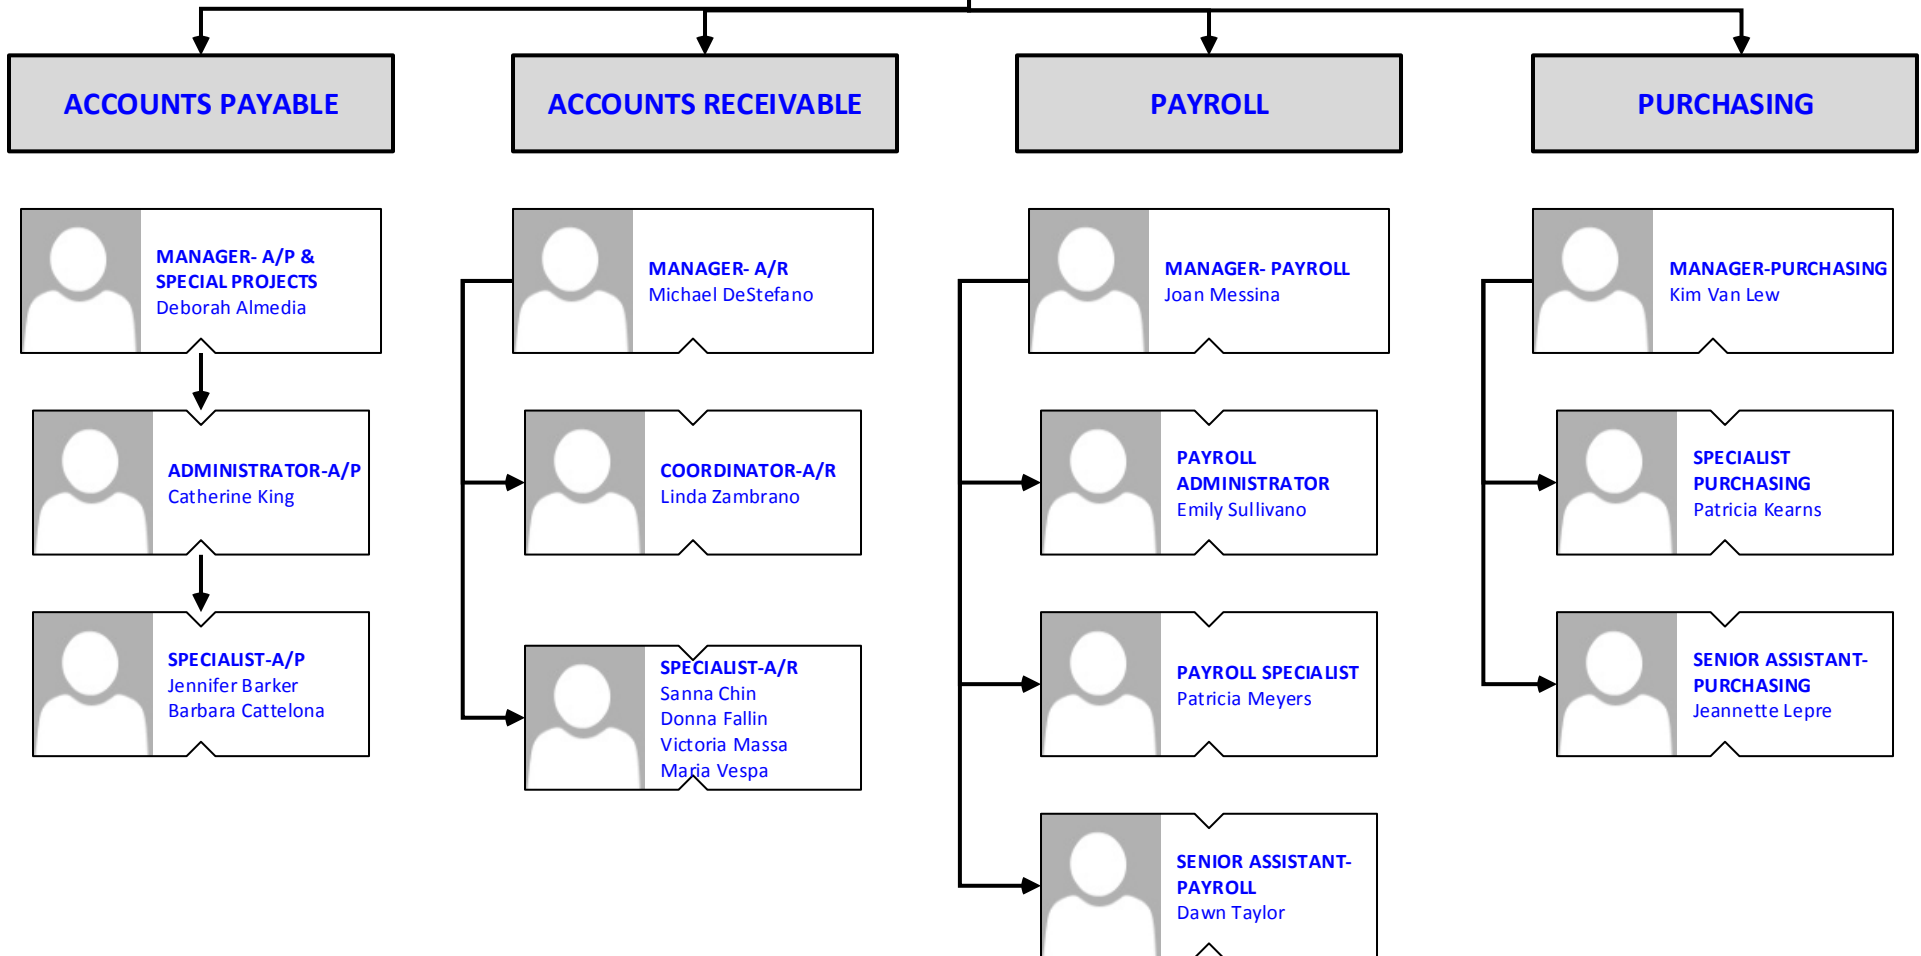 ACCOUNTS PAYABLE
ACCOUNTS RECEIVABLE
PAYROLL
PURCHASING
MANAGER- A/P &
SPECIAL PROJECTS
Deborah Almedia
ADMINISTRATOR-A/P
Catherine King
SPECIALIST-A/P
Jennifer Barker
Barbara Cattelona
MANAGER- A/R
Michael DeStefano
COORDINATOR-A/R
Linda Zambrano
SPECIALIST-A/R
Sanna Chin
Donna Fallin
Victoria Massa
Maria Vespa
MANAGER- PAYROLL
Joan Messina
PAYROLL
ADMINISTRATOR
Emily Sullivano
PAYROLL SPECIALIST
Patricia Meyers
SENIOR ASSISTANT-
PAYROLL
Dawn Taylor
MANAGER-PURCHASING
Kim Van Lew
SPECIALIST
PURCHASING
Patricia Kearns
SENIOR ASSISTANT-
PURCHASING
Jeannette Lepre